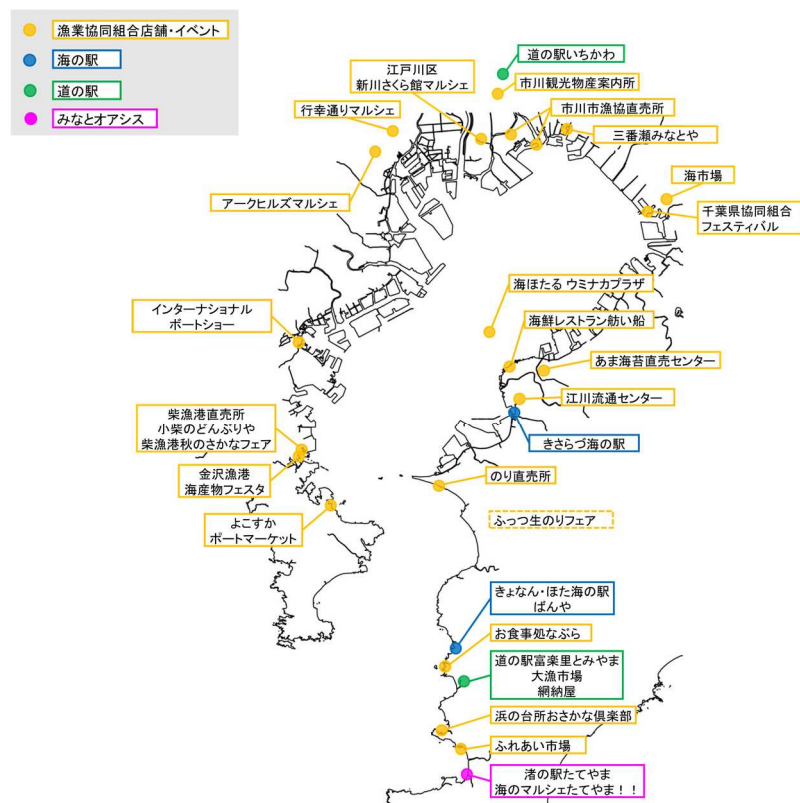 漁業協同組合店舗・イベント
海の駅
道の駅
みなとオアシス
道の駅いちかわ
江戸川区
新川さくら館マルシェ
市川観光物産案内所
行幸通りマルシェ
市川市漁協直売所
三番瀬みなとや
アークヒルズマルシェ
海市場
千葉県協同組合
フェスティバル
海ほたる ウミナカプラザ
インターナショナル
ボートショー
海鮮レストラン舫い船
あま海苔直売センター
江川流通センター
柴漁港直売所
小柴のどんぶりや
柴漁港秋のさかなフェア
きさらづ海の駅
金沢漁港
海産物フェスタ
のり直売所
よこすか
ポートマーケット
ふっつ生のりフェア
きょなん・ほた海の駅
ばんや
お食事処なぶら
道の駅富楽里とみやま
大漁市場
網納屋
浜の台所おさかな倶楽部
ふれあい市場
渚の駅たてやま
海のマルシェたてやま！！